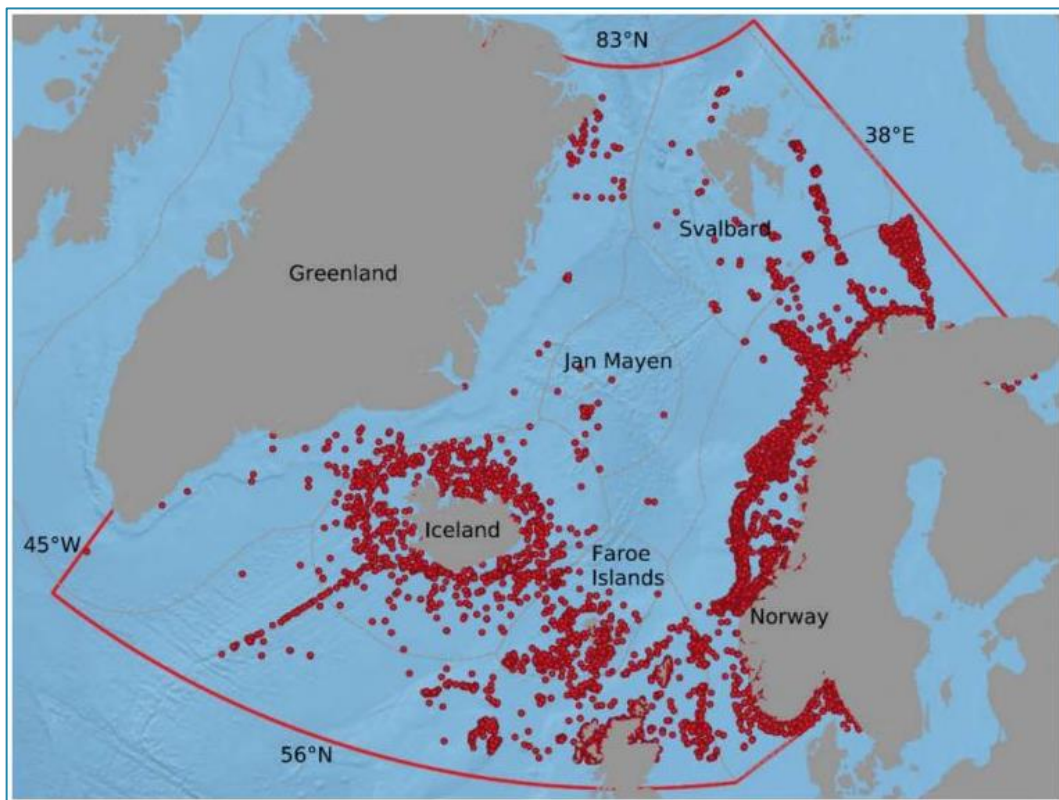 83°N
38°E
Svalbard
Greenland
Jan Mayen
Iceland
45°W
Faroe
Islands
Norway
56°N